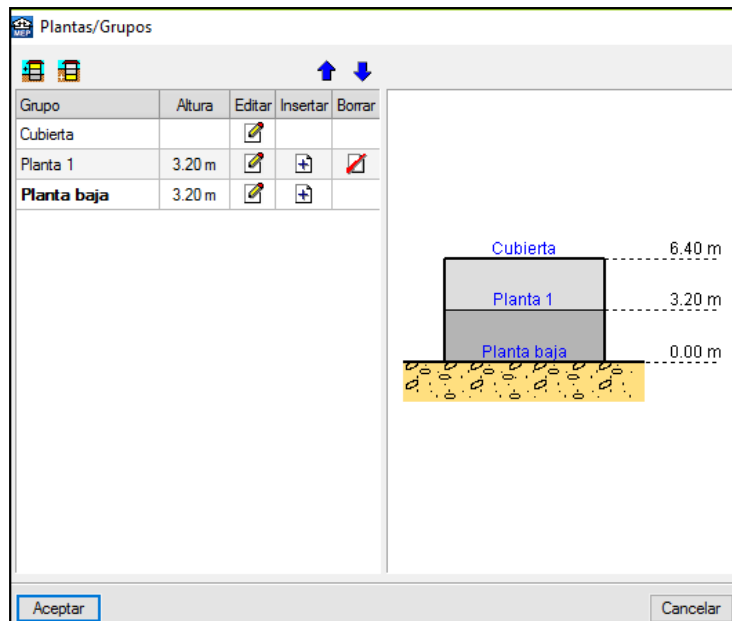 MEP Plantas/Grupos
Grupo Altura Editar Insertar Borrar
Cubierta
Planta 1 3.20 m
Planta baja 3.20 m
Cubierta 6.40 m
Planta 1 3.20 m
Planta baja 0.00 m
Aceptar Cancelar